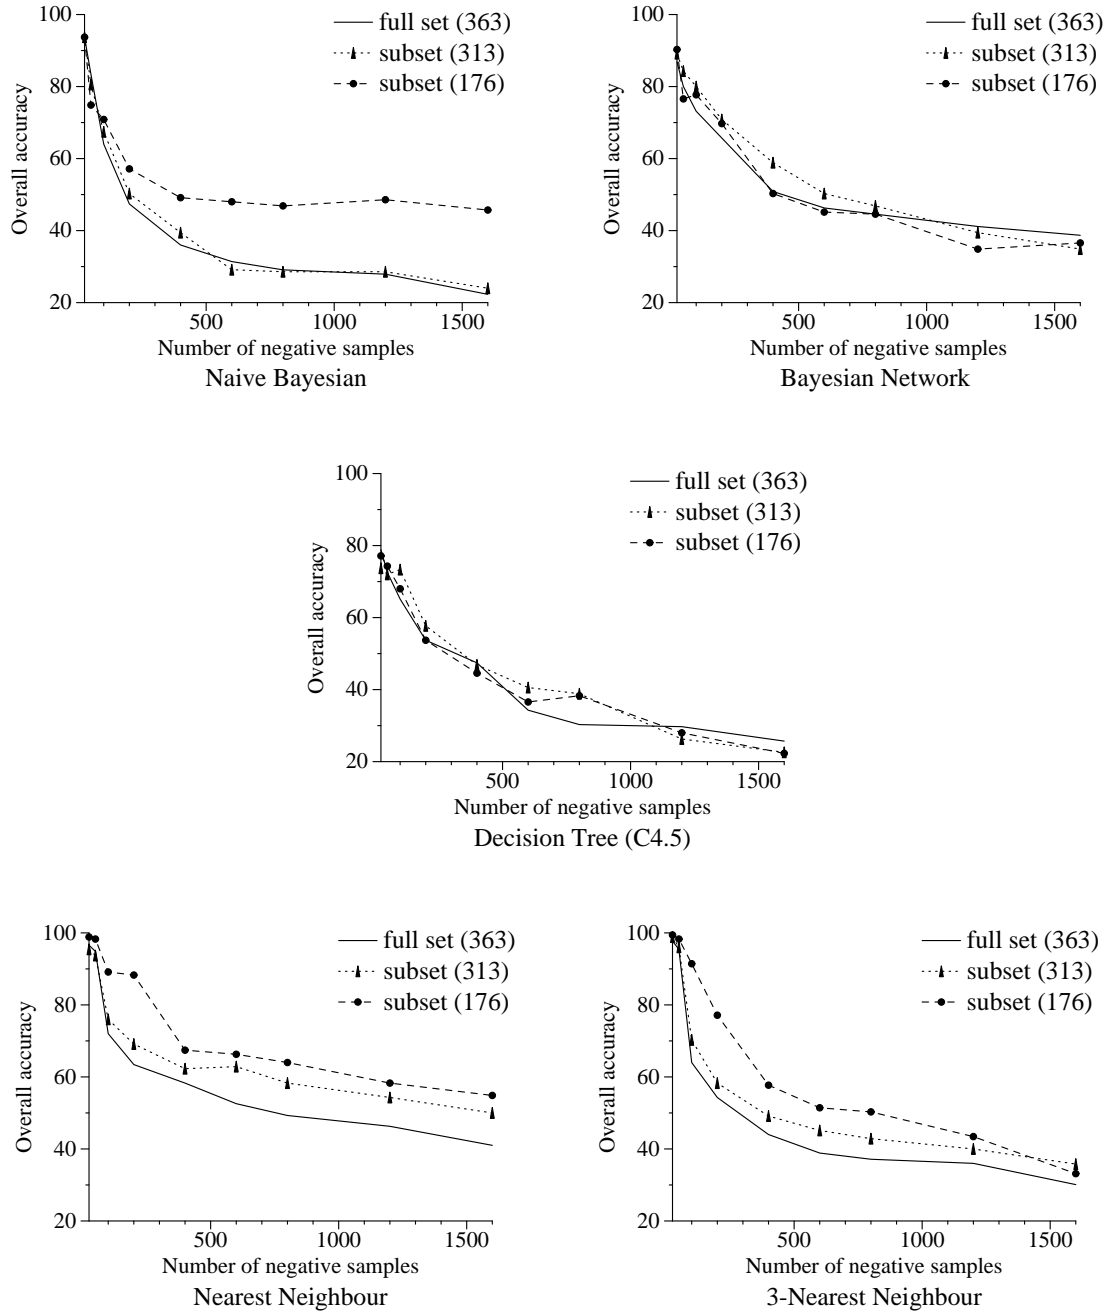 100
80
60
40
20
Overall accuracy
full set (363)
subset (313)
subset (176)
500 1000 1500
Number of negative samples
Naive Bayesian
100
80
60
40
20
Overall accuracy
full set (363)
subset (313)
subset (176)
500 1000 1500
Number of negative samples
Bayesian Network
100
80
60
40
20
Overall accuracy
full set (363)
subset (313)
subset (176)
500 1000 1500
Number of negative samples
Decision Tree (C4.5)
100
80
60
40
20
Overall accuracy
full set (363)
subset (313)
subset (176)
500 1000 1500
Number of negative samples
Nearest Neighbour
100
80
60
40
20
Overall accuracy
full set (363)
subset (313)
subset (176)
500 1000 1500
Number of negative samples
3-Nearest Neighbour